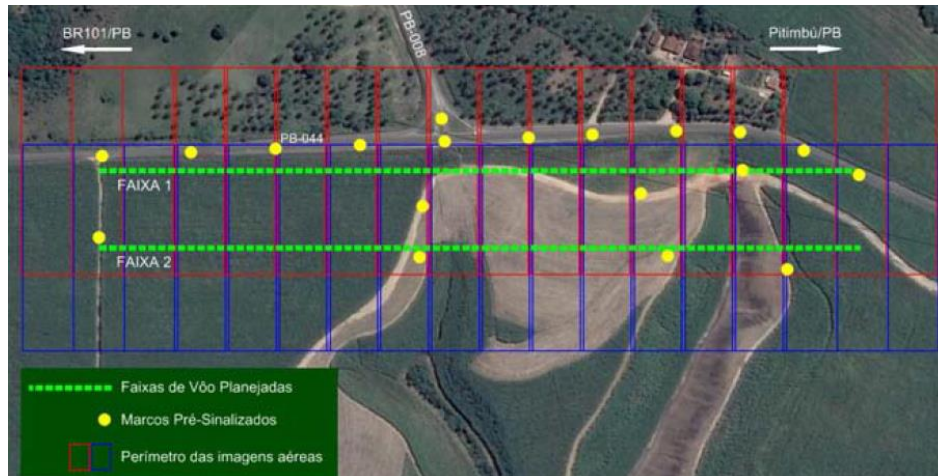 BR101/PB
PB-008
Pitimbú/PB
PB-044
FAIXA 1
FAIXA 2
Faixas de Vôo Planejadas
Marcos Pré-Sinalizados
Perímetro das imagens aéreas